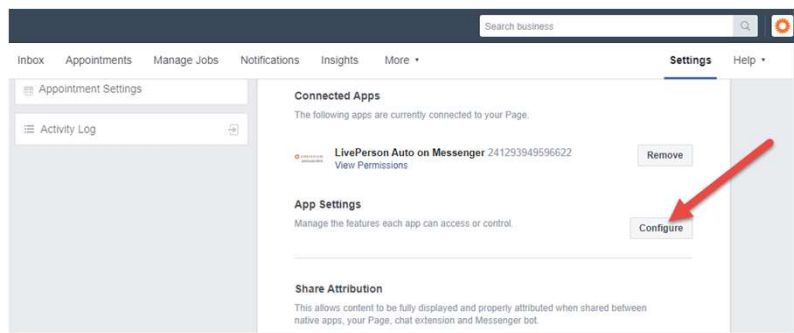 Search business
Inbox Appointments Manage Jobs Notifications Insights More Settings Help
Appointment Settings
Activity Log
Connected Apps
The following apps are currently connected to your Page.
LivePerson Auto on Messenger 241293949596622
View Permissions
Remove
App Settings
Manage the features each app can access or control.
Configure
Share Attribution
This allows content to be fully displayed and properly attributed when shared between
native apps, your Page, chat extension and Messenger bot.